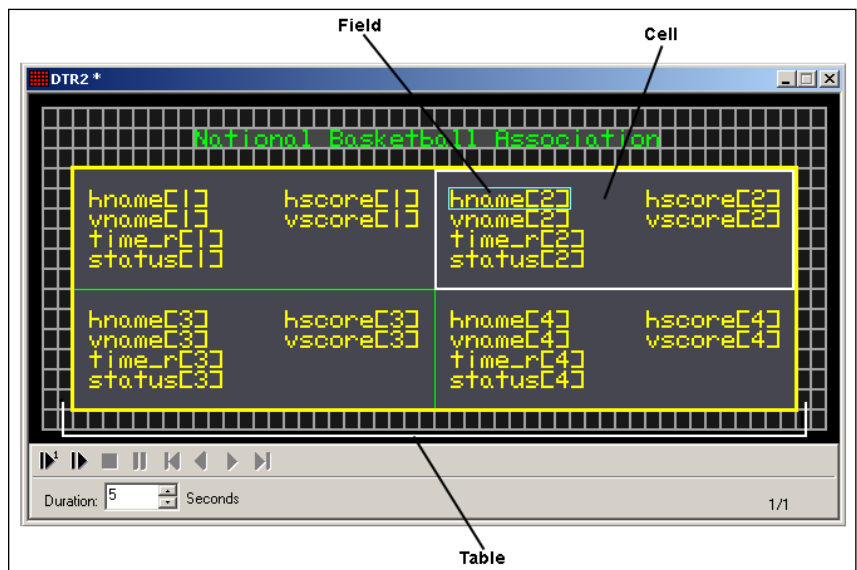 Field
Cell
DTR2 *
National Basketball Association
hname[1] hscore[1] hname[2] hscore[2]
vname[1] vscore[1] vname[2] vscore[2]
time_r[1] time_r[2]
status[1] status[2]
hname[3] hscore[3] hname[4] hscore[4]
vname[3] vscore[3] vname[4] vscore[4]
time_r[3] time_r[4]
status[3] status[4]
1
Duration: 5 Seconds
1/1
Table